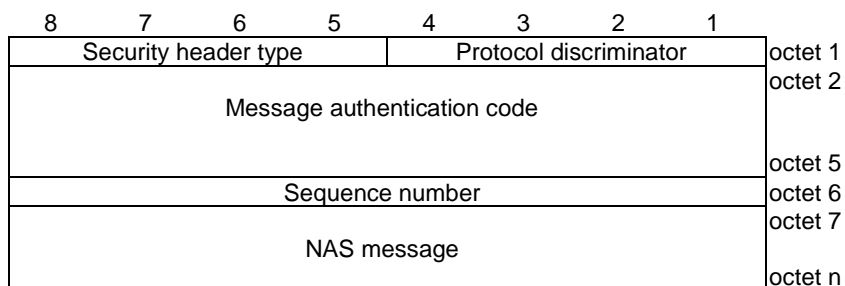 8 7 6 5 4 3 2 1
Security header type Protocol discriminator octet 1
octet 2
Message authentication code
octet 5
Sequence number octet 6
octet 7
NAS message
octet n